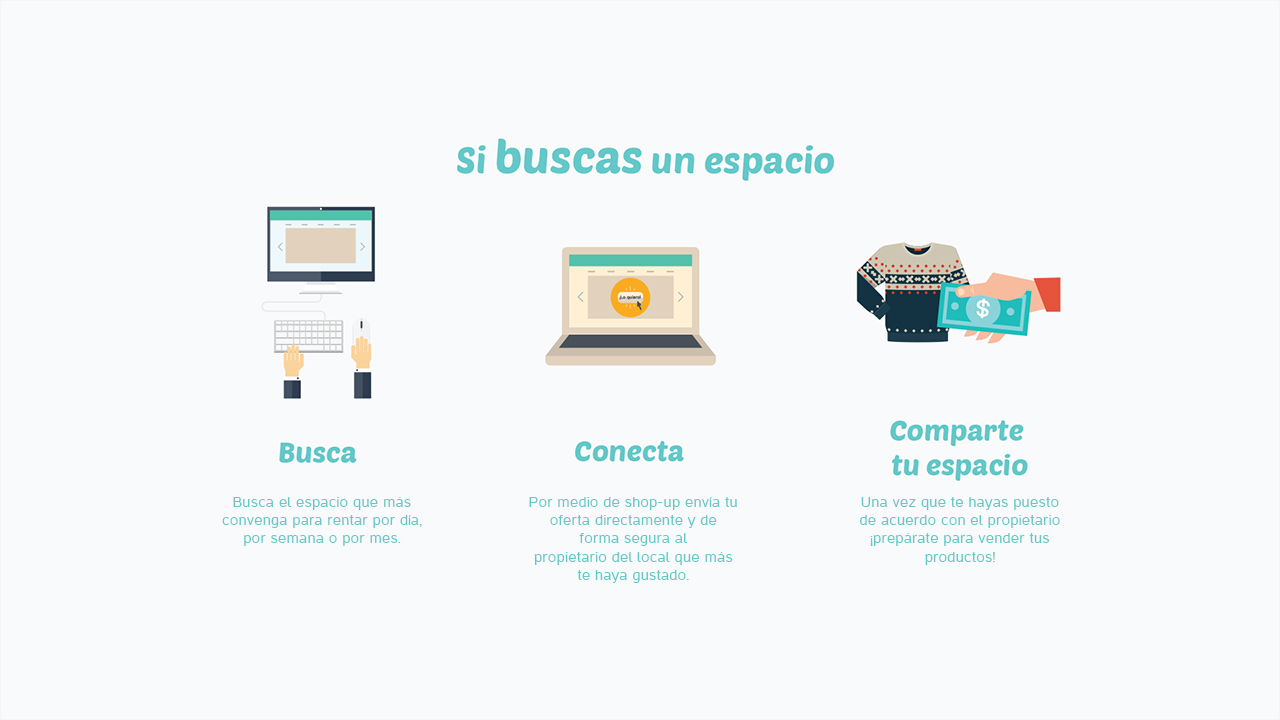 Si buscas un espacio
¡Lo quiero!
$
Busca
Conecta
Comparte
tu espacio
Busca el espacio que más
convenga para rentar por día,
por semana o por mes.
Por medio de shop-up envía tu
oferta directamente y de
forma segura al
propietario del local que más
te haya gustado.
Una vez que te hayas puesto
de acuerdo con el propietario
¡prepárate para vender tus
productos!